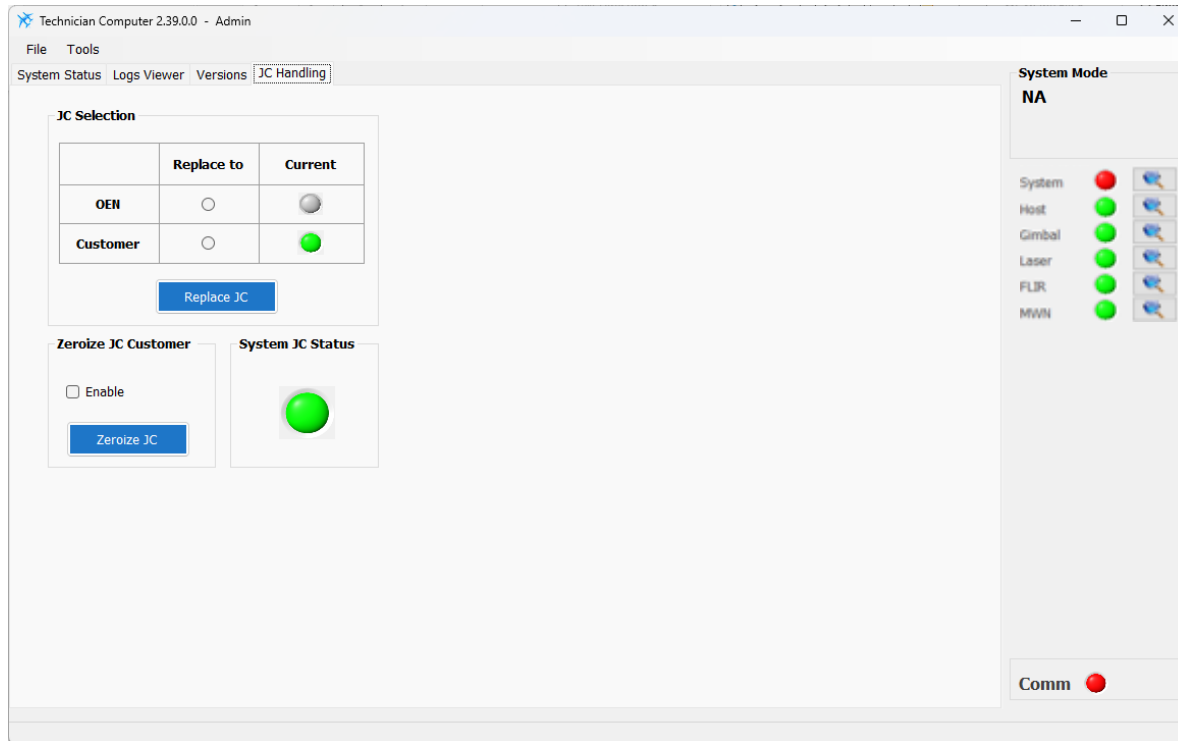 Technician Computer 2.39.0.0 - Admin
File Tools
System Status Logs Viewer Versions JC Handling
JC Selection
Replace to Current
OEN
Customer
Replace JC
Zeroize JC Customer
Enable
Zeroize JC
System JC Status
System Mode
NA
System
Host
Gimbal
Laser
FLIR
MWN
Comm